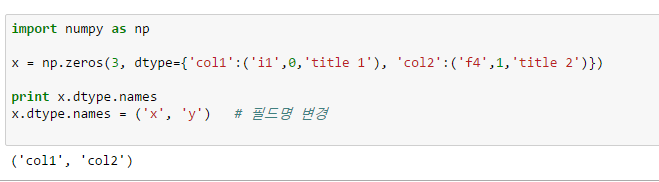 import numpy as np
x = np.zeros(3, dtype={'col1':('i1',0,'title 1'), 'col2':('f4',1,'title 2')})
print x.dtype.names
x.dtype.names = ('x', 'y')   # 필드명 변경
('col1', 'col2')